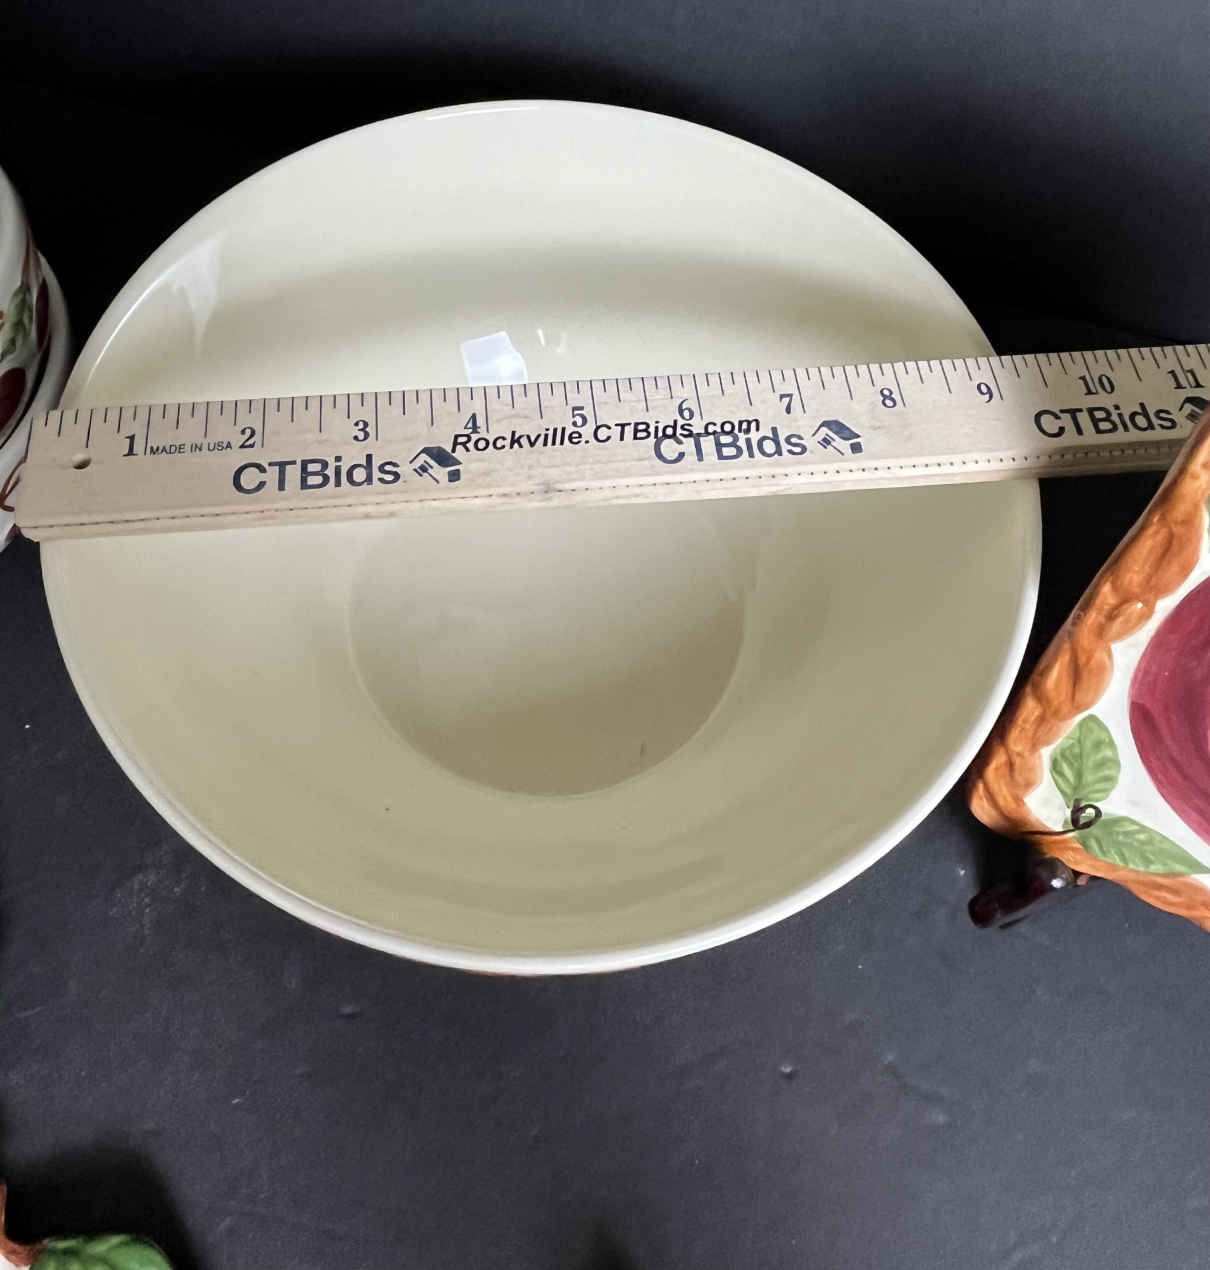 1 2 3 4 5 6 7 8 9 10 11
MADE IN USA
Rockville.CTBids.com
CTBids CTBids CTBids